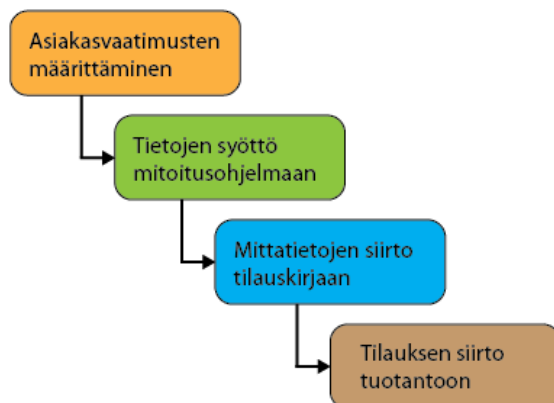 Asiakasvaatimusten
määrittäminen
Tietojen syöttö
mitoitusohjelmaan
Mittatietojen siirto
tilauskirjaan
Tilauksen siirto
tuotantoon